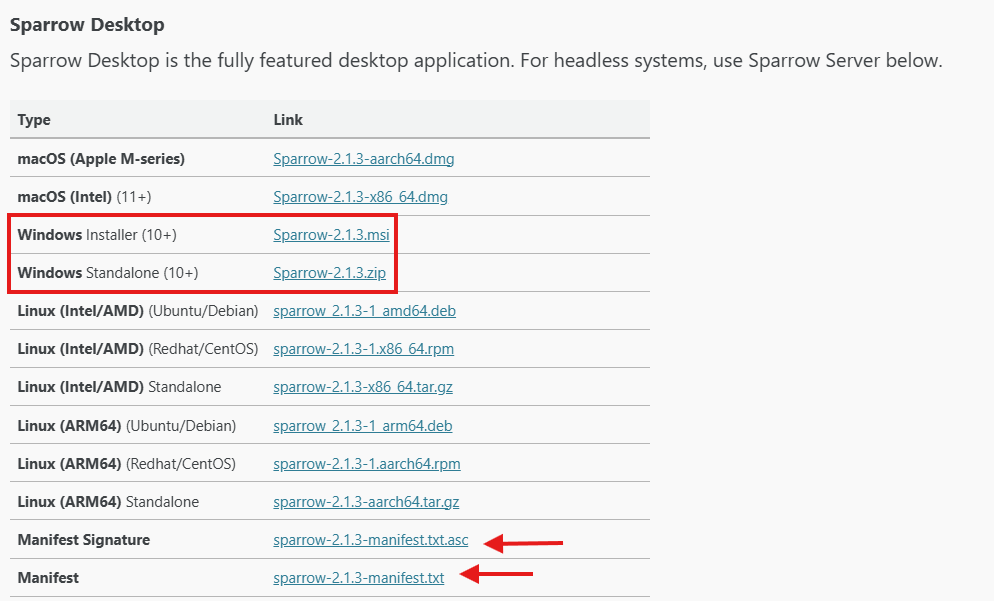 Sparrow Desktop
Sparrow Desktop is the fully featured desktop application. For headless systems, use Sparrow Server below.
Type Link
macOS (Apple M-series) Sparrow-2.1.3-aarch64.dmg
macOS (Intel) (11+) Sparrow-2.1.3-x86_64.dmg
Windows Installer (10+) Sparrow-2.1.3.msi
Windows Standalone (10+) Sparrow-2.1.3.zip
Linux (Intel/AMD) (Ubuntu/Debian) sparrow_2.1.3-1_amd64.deb
Linux (Intel/AMD) (Redhat/CentOS) sparrow-2.1.3-1.x86_64.rpm
Linux (Intel/AMD) Standalone sparrow-2.1.3-x86_64.tar.gz
Linux (ARM64) (Ubuntu/Debian) sparrow_2.1.3-1_arm64.deb
Linux (ARM64) (Redhat/CentOS) sparrow-2.1.3-1.aarch64.rpm
Linux (ARM64) Standalone sparrow-2.1.3-aarch64.tar.gz
Manifest Signature sparrow-2.1.3-manifest.txt.asc
Manifest sparrow-2.1.3-manifest.txt